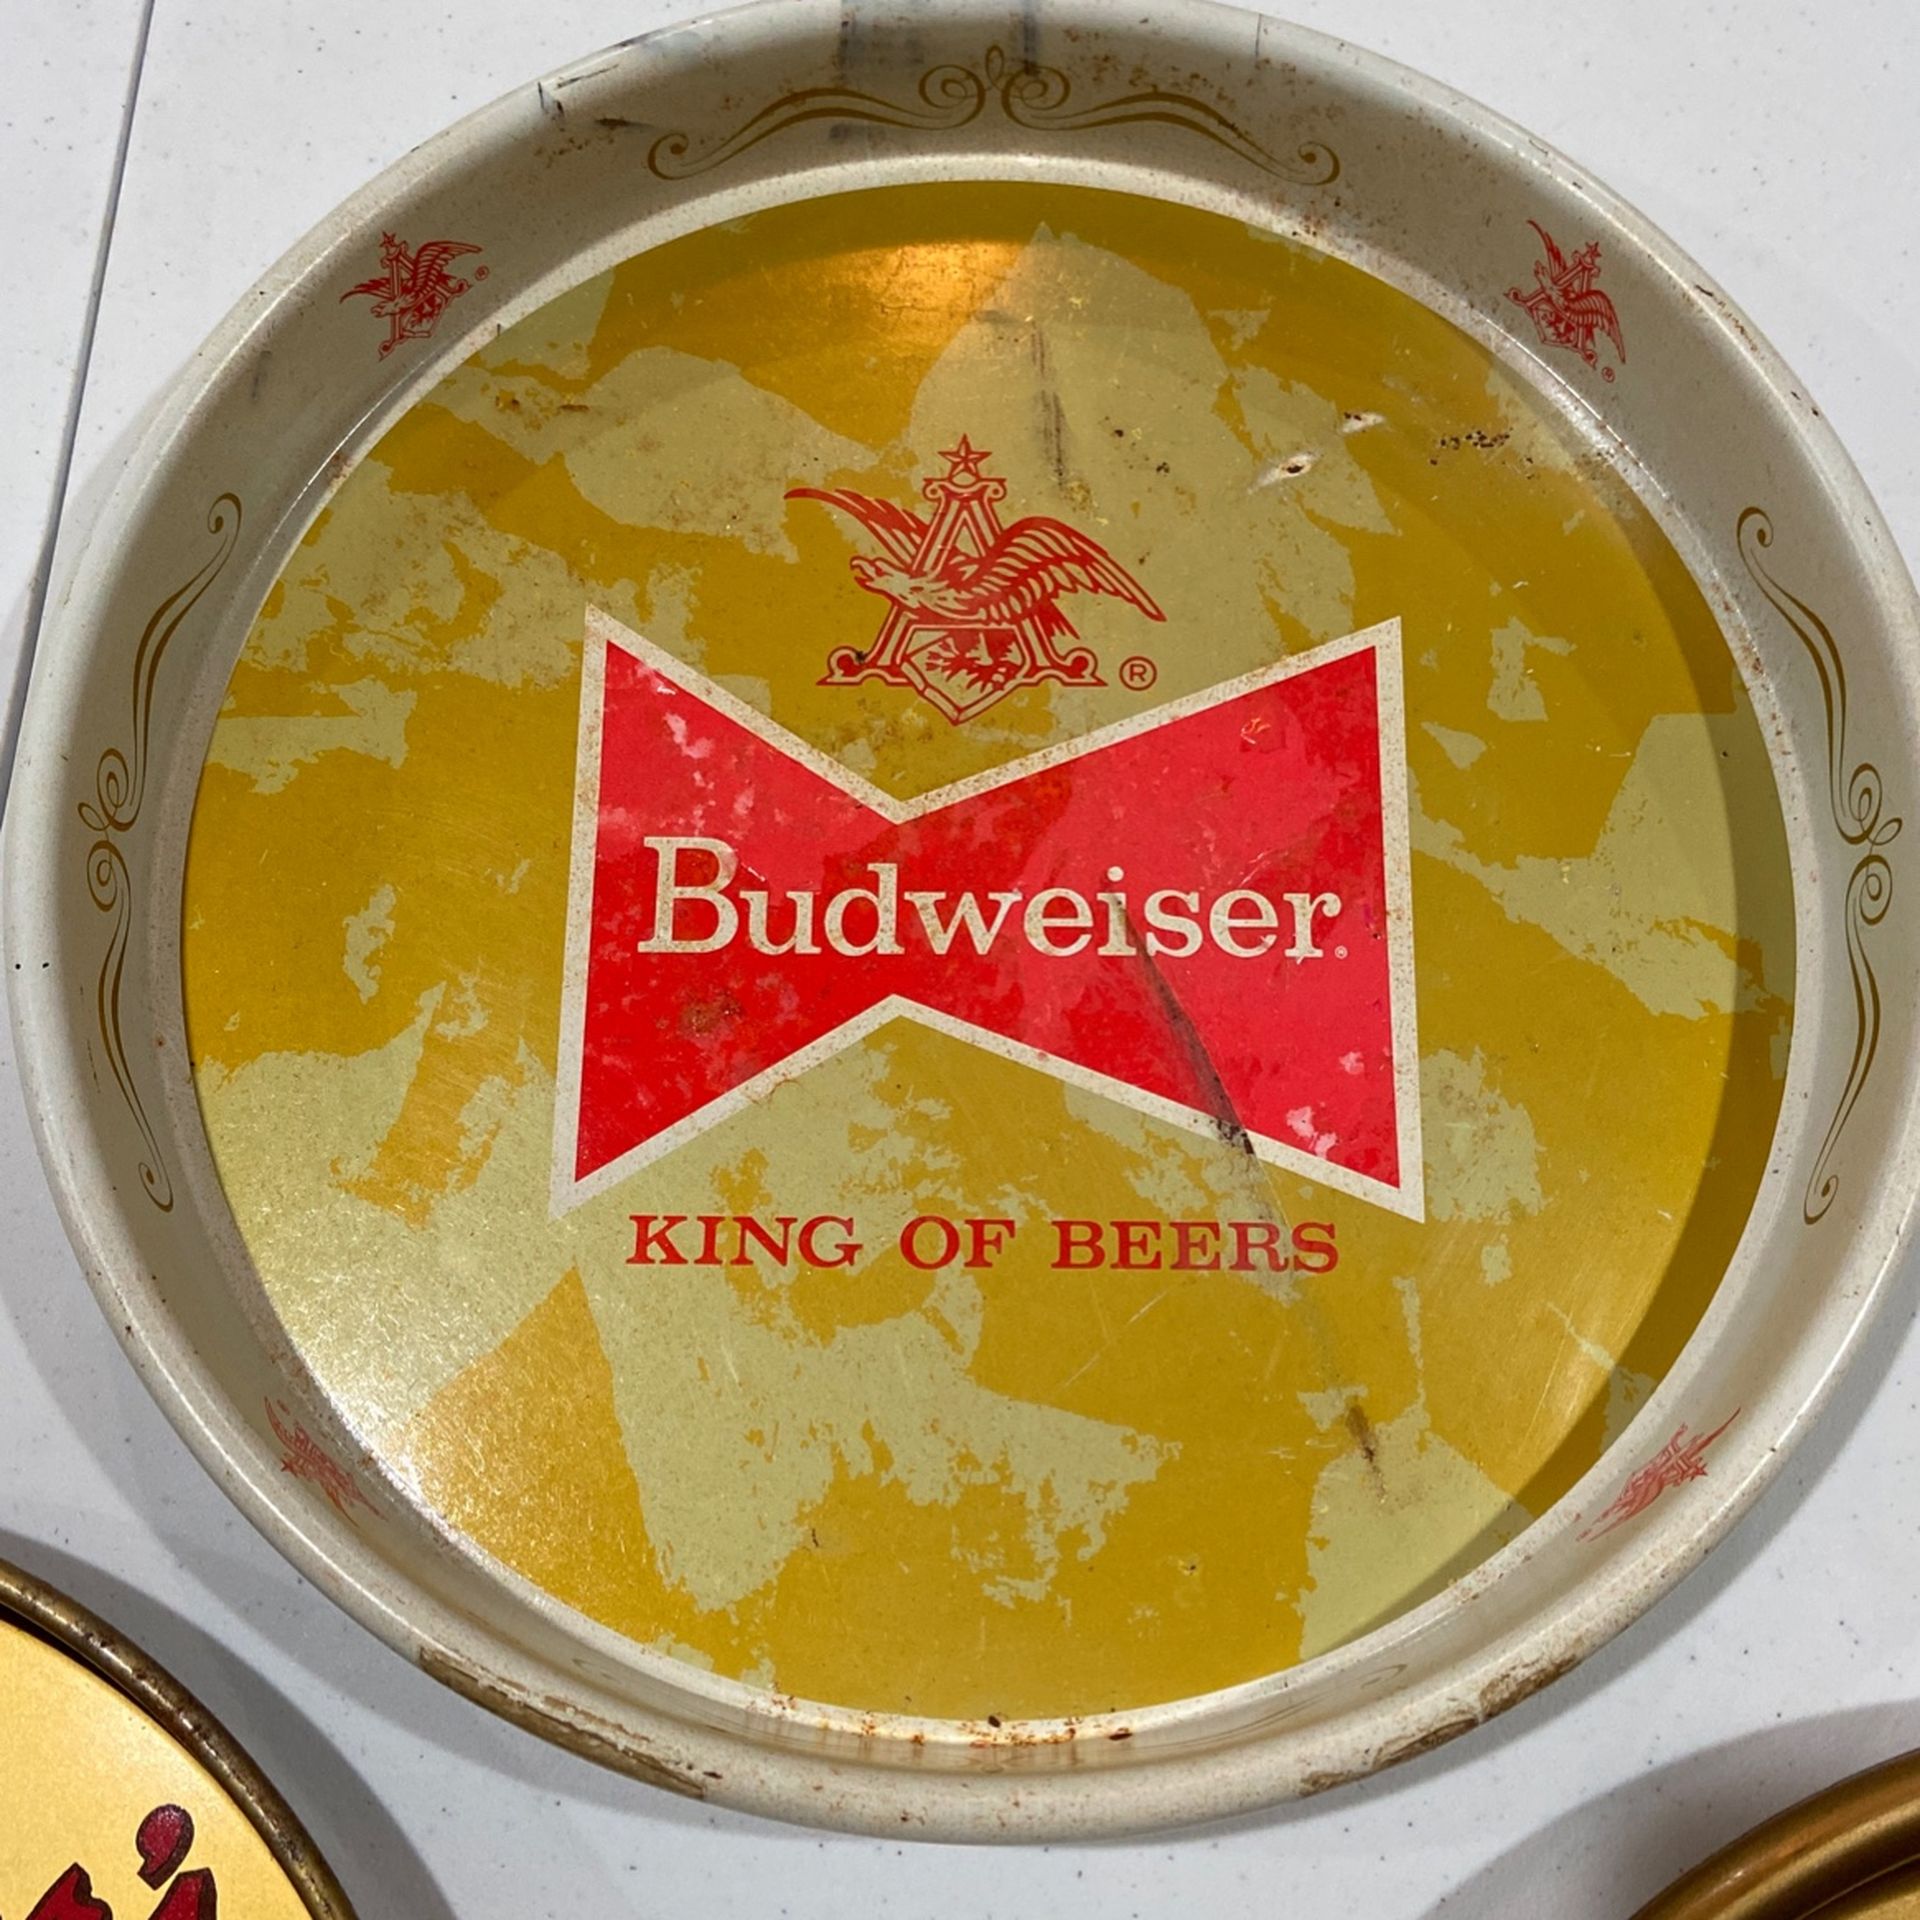 Budweiser®
KING OF BEERS